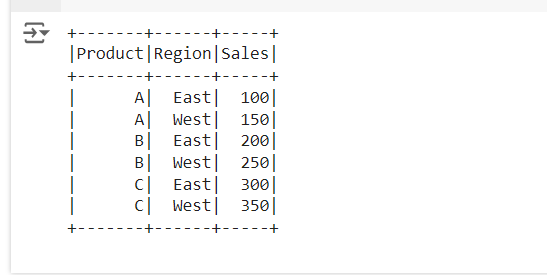 +-------+------+-----+
|Product|Region|Sales|
+-------+------+-----+
|      A|  East|  100|
|      A|  West|  150|
|      B|  East|  200|
|      B|  West|  250|
|      C|  East|  300|
|      C|  West|  350|
+-------+------+-----+